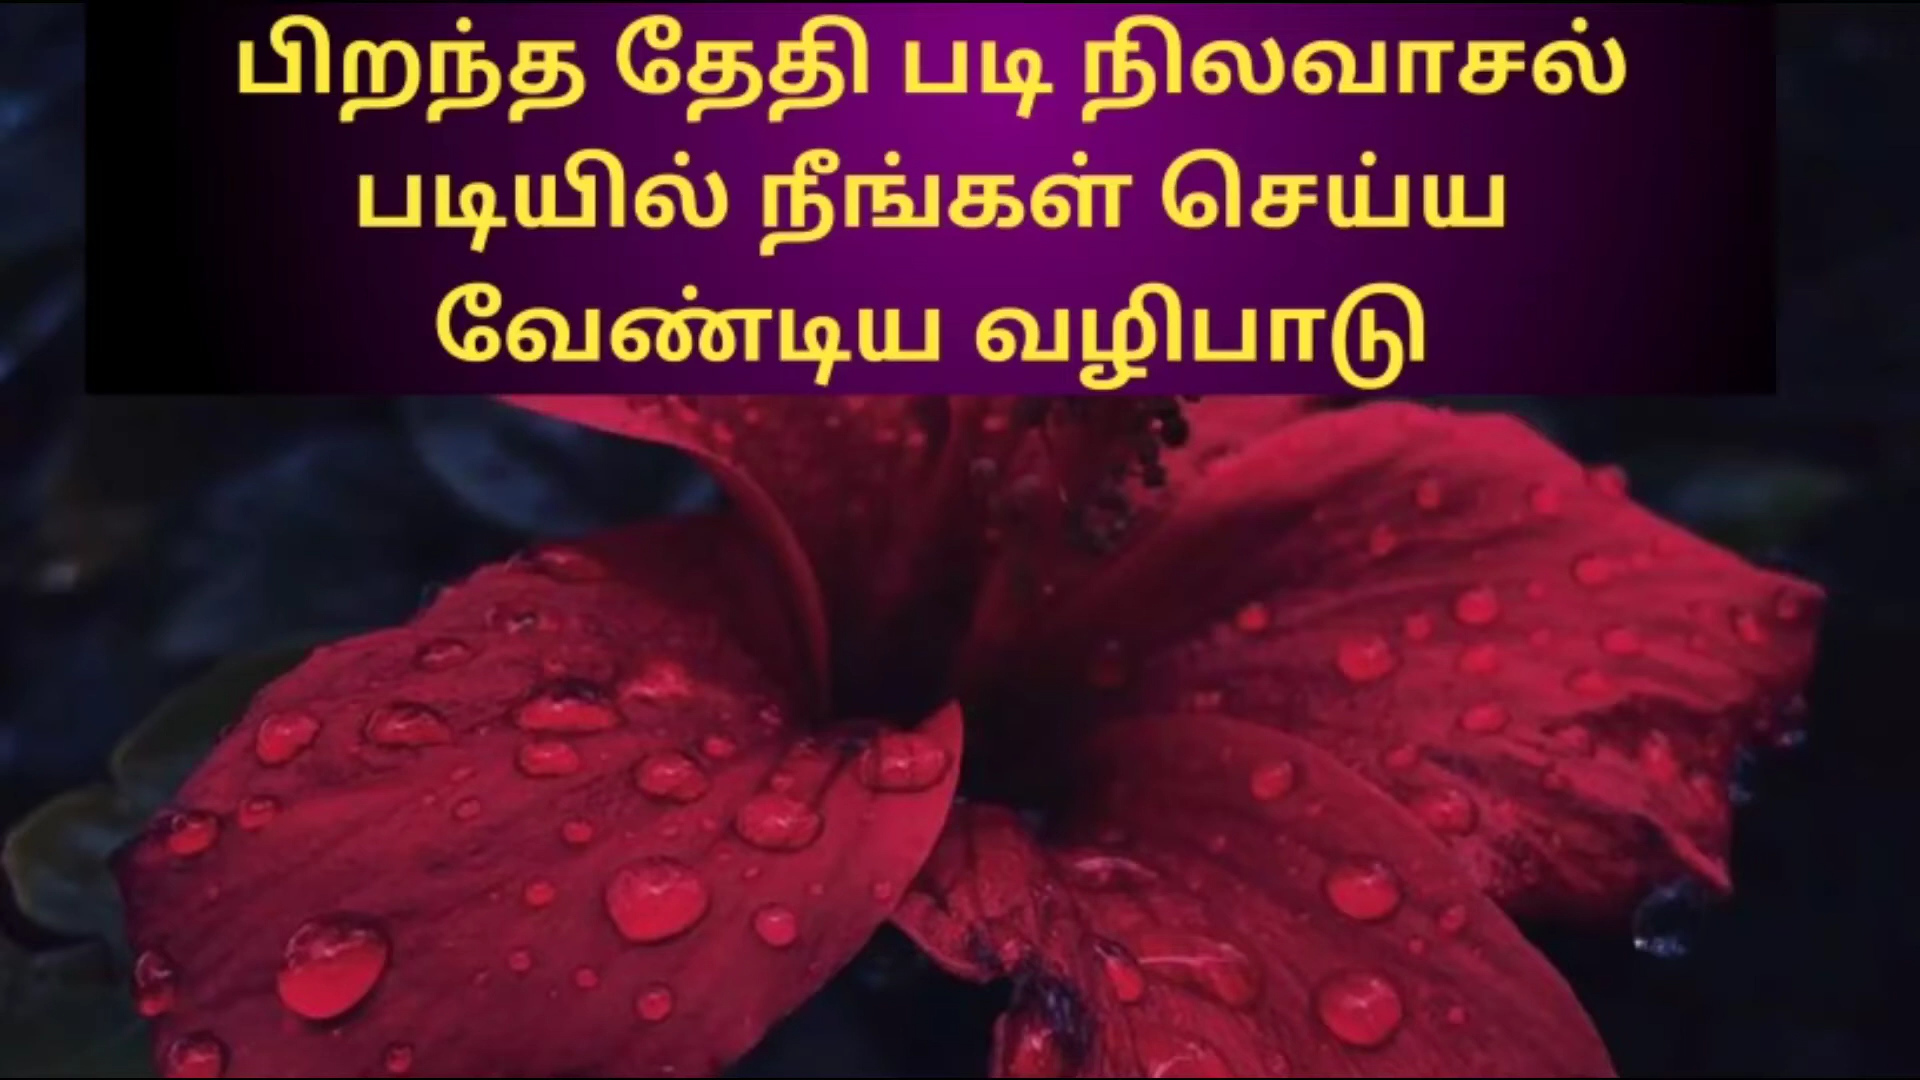 பிறந்த தேதி படி நிலவாசல்
படியில் நீங்கள் செய்ய
வேண்டிய வழிபாடு